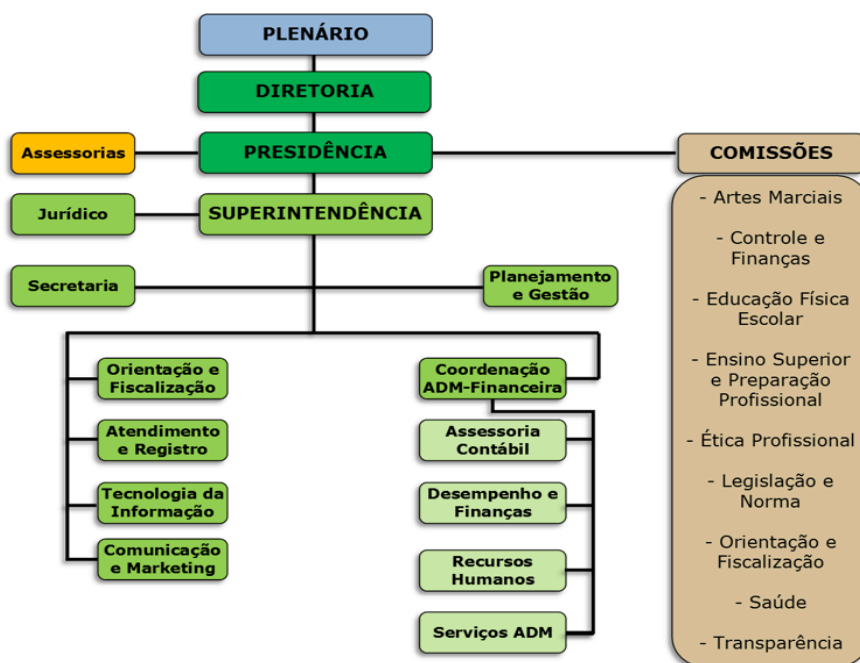 PLENÁRIO
DIRETORIA
Assessorias
PRESIDÊNCIA
COMISSÕES
Jurídico
SUPERINTENDÊNCIA
Secretaria
Planejamento
e Gestão
Orientação e
Fiscalização
Atendimento
e Registro
Tecnologia da
Informação
Comunicação
e Marketing
Coordenação
ADM-Financeira
Assessoria
Contábil
Desempenho e
Finanças
Recursos
Humanos
Serviços ADM
- Artes Marciais
- Controle e
Finanças
- Educação Física
Escolar
- Ensino Superior
e Preparação
Profissional
- Ética Profissional
- Legislação e
Norma
- Orientação e
Fiscalização
- Saúde
- Transparência